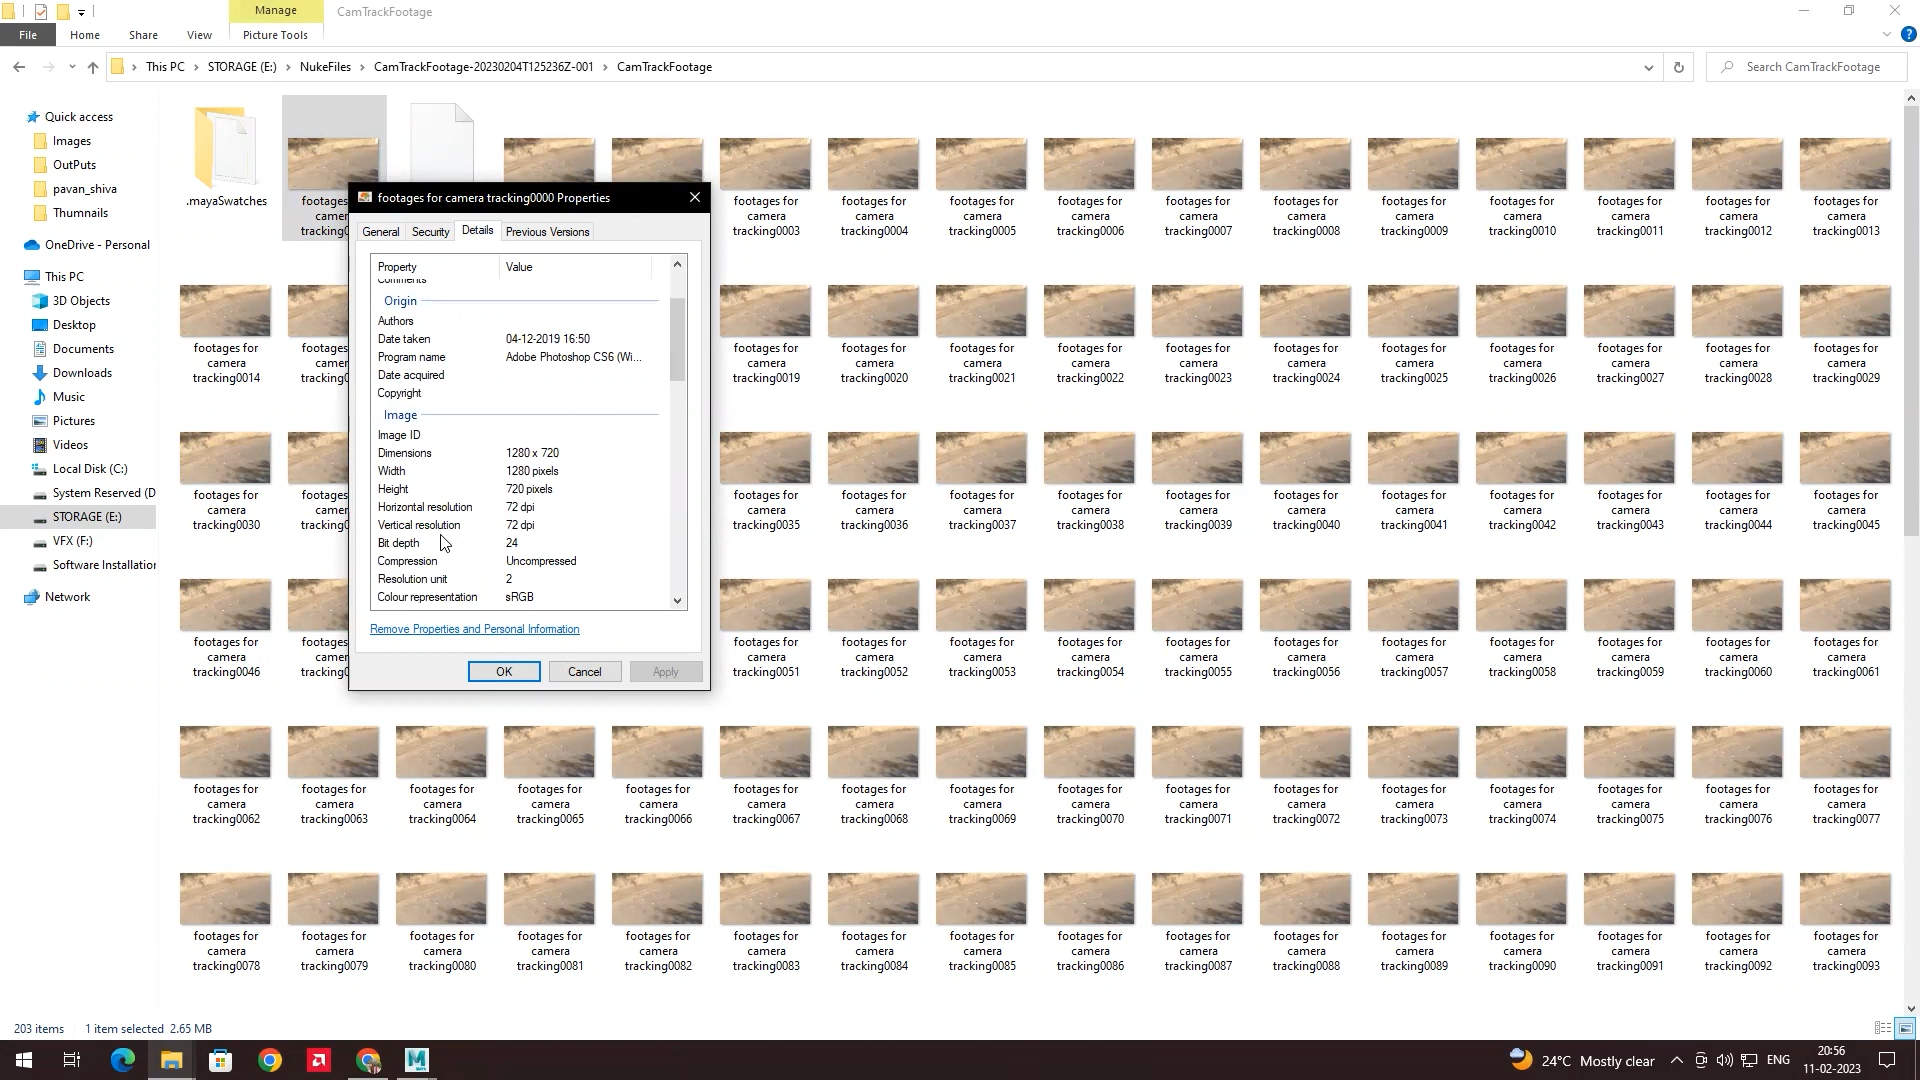 Manage
CamTrackFootage
File
Home
Share
View
Picture Tools
This PC
STORAGE (E:)
NukeFiles
CamTrackFootage-20230204T125236Z-001
CamTrackFootage
Search CamTrackFootage
Quick access
Images
OutPuts
pavan_shiva
Thumnails
OneDrive - Personal
This PC
3D Objects
Desktop
Documents
Downloads
Music
Pictures
Videos
Local Disk (C:)
System Reserved (D
STORAGE (E:)
VFX (F:)
Software Installation
Network
.mayaSwatches
footages for camera tracking0000 Properties
General
Security
Details
Previous Versions
Property
Value
Comments
Origin
Authors
Date taken 04-12-2019 16:50
Program name Adobe Photoshop CS6 (Wi...
Date acquired
Copyright
Image
Image ID
Dimensions 1280 x 720
Width 1280 pixels
Height 720 pixels
Horizontal resolution 72 dpi
Vertical resolution 72 dpi
Bit depth 24
Compression Uncompressed
Resolution unit 2
Colour representation sRGB
Remove Properties and Personal Information
OK
Cancel
Apply
footages for camera tracking0003
footages for camera tracking0004
footages for camera tracking0005
footages for camera tracking0006
footages for camera tracking0007
footages for camera tracking0008
footages for camera tracking0009
footages for camera tracking0010
footages for camera tracking0011
footages for camera tracking0012
footages for camera tracking0013
footages for camera tracking0014
footages for camera tracking0019
footages for camera tracking0020
footages for camera tracking0021
footages for camera tracking0022
footages for camera tracking0023
footages for camera tracking0024
footages for camera tracking0025
footages for camera tracking0026
footages for camera tracking0027
footages for camera tracking0028
footages for camera tracking0029
footages for camera tracking0030
footages for camera tracking0035
footages for camera tracking0036
footages for camera tracking0037
footages for camera tracking0038
footages for camera tracking0039
footages for camera tracking0040
footages for camera tracking0041
footages for camera tracking0042
footages for camera tracking0043
footages for camera tracking0044
footages for camera tracking0045
footages for camera tracking0046
footages for camera tracking0051
footages for camera tracking0052
footages for camera tracking0053
footages for camera tracking0054
footages for camera tracking0055
footages for camera tracking0056
footages for camera tracking0057
footages for camera tracking0058
footages for camera tracking0059
footages for camera tracking0060
footages for camera tracking0061
footages for camera tracking0062
footages for camera tracking0063
footages for camera tracking0064
footages for camera tracking0065
footages for camera tracking0066
footages for camera tracking0067
footages for camera tracking0068
footages for camera tracking0069
footages for camera tracking0070
footages for camera tracking0071
footages for camera tracking0072
footages for camera tracking0073
footages for camera tracking0074
footages for camera tracking0075
footages for camera tracking0076
footages for camera tracking0077
footages for camera tracking0078
footages for camera tracking0079
footages for camera tracking0080
footages for camera tracking0081
footages for camera tracking0082
footages for camera tracking0083
footages for camera tracking0084
footages for camera tracking0085
footages for camera tracking0086
footages for camera tracking0087
footages for camera tracking0088
footages for camera tracking0089
footages for camera tracking0090
footages for camera tracking0091
footages for camera tracking0092
footages for camera tracking0093
203 items
1 item selected 2.65 MB
24°C Mostly clear
ENG
20:56
11-02-2023